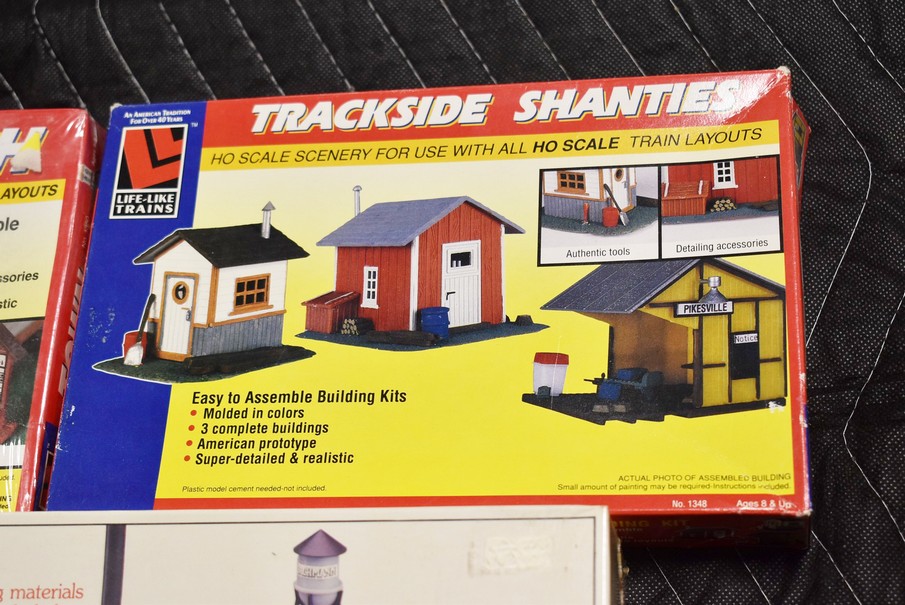 AN AMERICAN TRADITION
FOR OVER 40 YEARS
TM
LIFE-LIKE
TRAINS
TRACKSIDE SHANTIES
HO SCALE SCENERY FOR USE WITH ALL HO SCALE TRAIN LAYOUTS
Authentic tools
Detailing accessories
PIKESVILLE
Notice
Easy to Assemble Building Kits
• Molded in colors
• 3 complete buildings
• American prototype
• Super-detailed & realistic
Plastic model cement needed-not included.
ACTUAL PHOTO OF ASSEMBLED BUILDING
Small amount of painting may be required-Instructions included.
No. 1348 Ages 8 & Up
H
LAYOUTS
KIT
materials